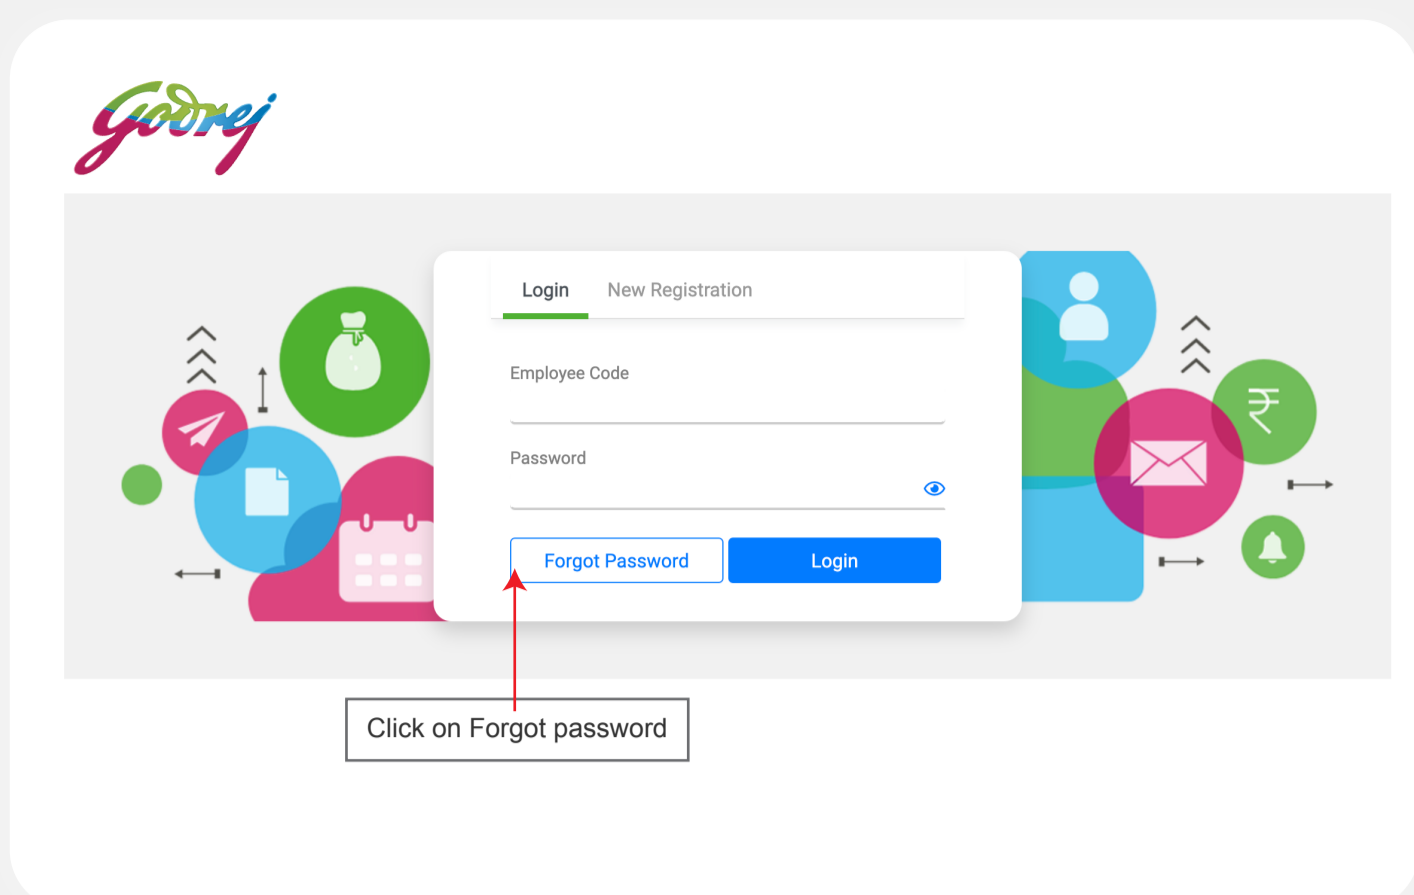 Godrej
Login New Registration
Employee Code
Password
Forgot Password Login
Click on Forgot password
₹